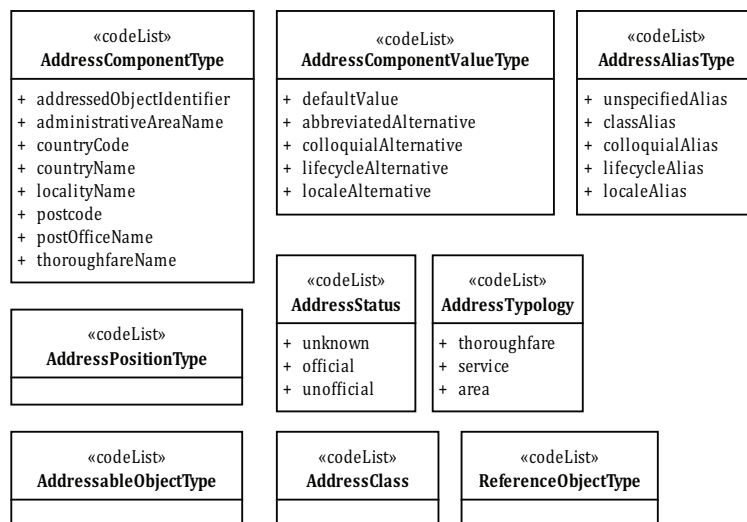 «codeList»
AddressComponentType
+ addressedObjectIdentifier
+ administrativeAreaName
+ countryCode
+ countryName
+ localityName
+ postcode
+ postOfficeName
+ thoroughfareName
«codeList»
AddressComponentValueType
+ defaultValue
+ abbreviatedAlternative
+ colloquialAlternative
+ lifecycleAlternative
+ localeAlternative
«codeList»
AddressAliasType
+ unspecifiedAlias
+ classAlias
+ colloquialAlias
+ lifecycleAlias
+ localeAlias
«codeList»
AddressPositionType
«codeList»
AddressStatus
+ unknown
+ official
+ unofficial
«codeList»
AddressTypology
+ thoroughfare
+ service
+ area
«codeList»
AddressableObjectType
«codeList»
AddressClass
«codeList»
ReferenceObjectType